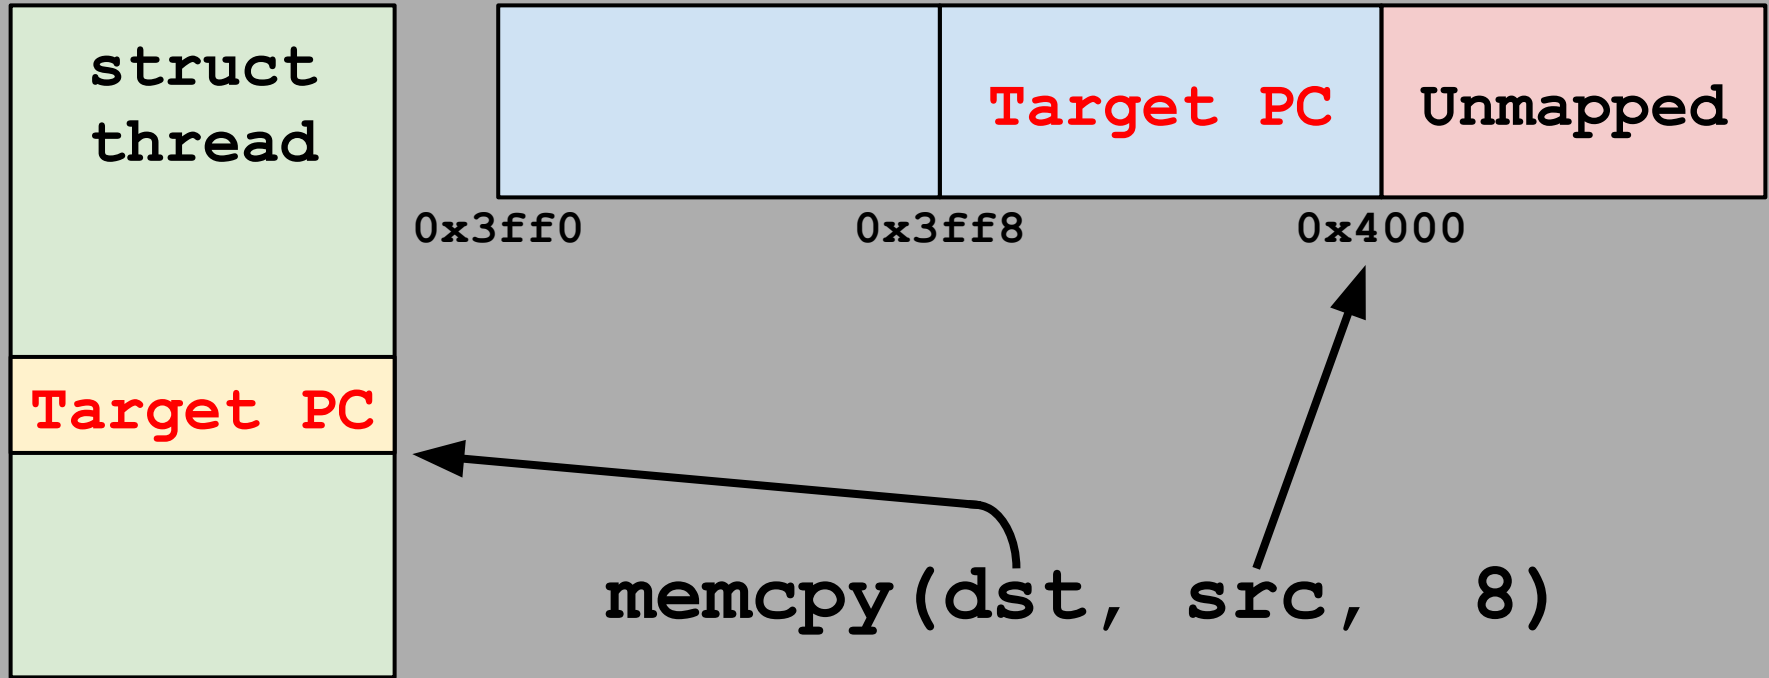 struct
thread
Target PC
Unmapped
0x3ff0
0x3ff8
0x4000
Target PC
memcpy(dst, src, 8)